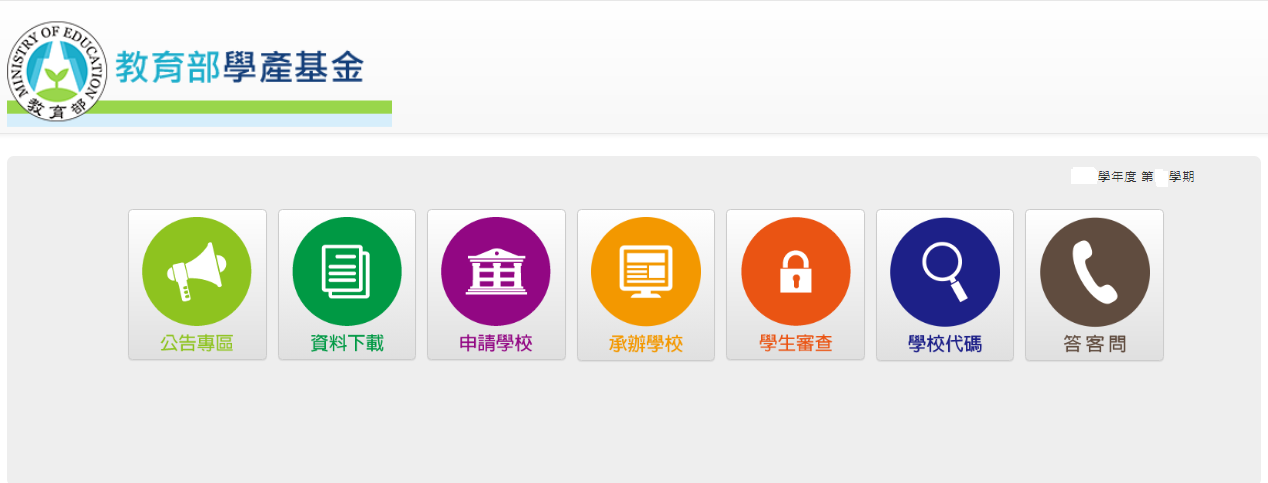 MINISTRY OF EDUCATION
教育部
教育部學產基金
學年度 第 學期
公告專區
資料下載
申請學校
承辦學校
學生審查
學校代碼
答客問